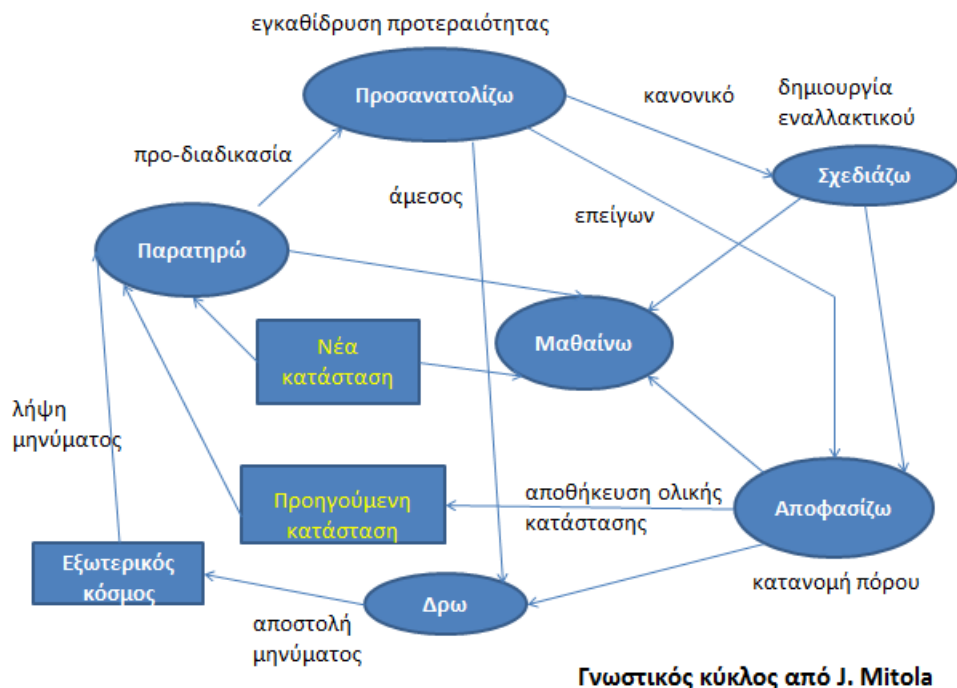 εγκαθίδρυση προτεραιότητας
Προσανατολίζω
κανονικό
δημιουργία
εναλλακτικού
προ-διαδικασία
Σχεδιάζω
άμεσος
επείγων
Παρατηρώ
Νέα
κατάσταση
Μαθαίνω
λήψη
μηνύματος
Προηγούμενη
κατάσταση
αποθήκευση ολικής
κατάστασης
Αποφασίζω
Εξωτερικός
κόσμος
Δρω
κατανομή πόρου
αποστολή
μηνύματος
Γνωστικός κύκλος από J. Mitola